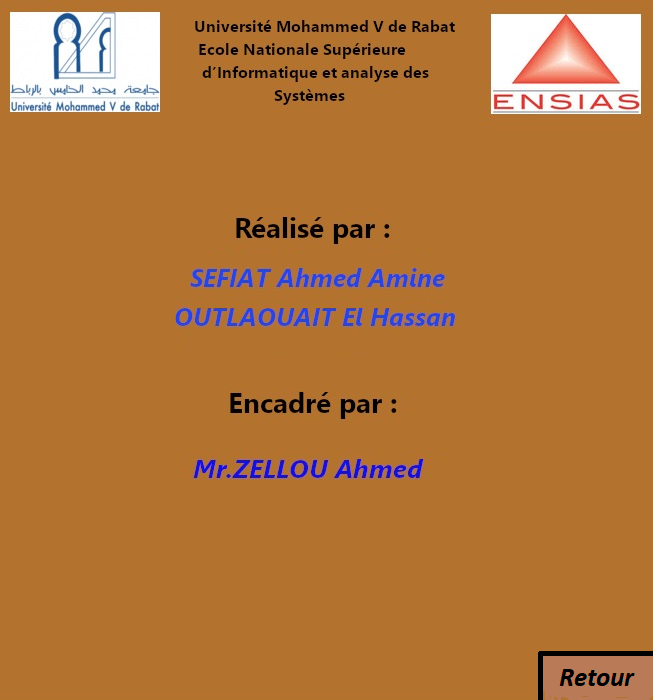 Université Mohammed V de Rabat
Ecole Nationale Supérieure
d’Informatique et analyse des
Systèmes
جامعة محمد الخامس بالرباط
Université Mohammed V de Rabat
ENSIAS
Réalisé par :
SEFIAT Ahmed Amine
OUTLAOUAIT El Hassan
Encadré par :
Mr.ZELLOU Ahmed
Retour